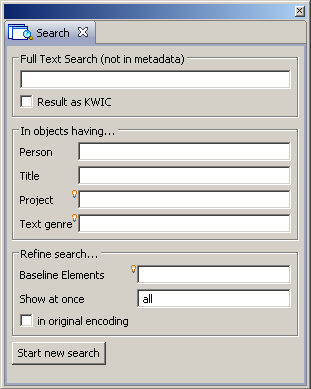 Search
Full Text Search (not in metadata)
Result as KWIC
In objects having...
Person
Title
Project
Text genre
Refine search...
Baseline Elements
Show at once all
in original encoding
Start new search